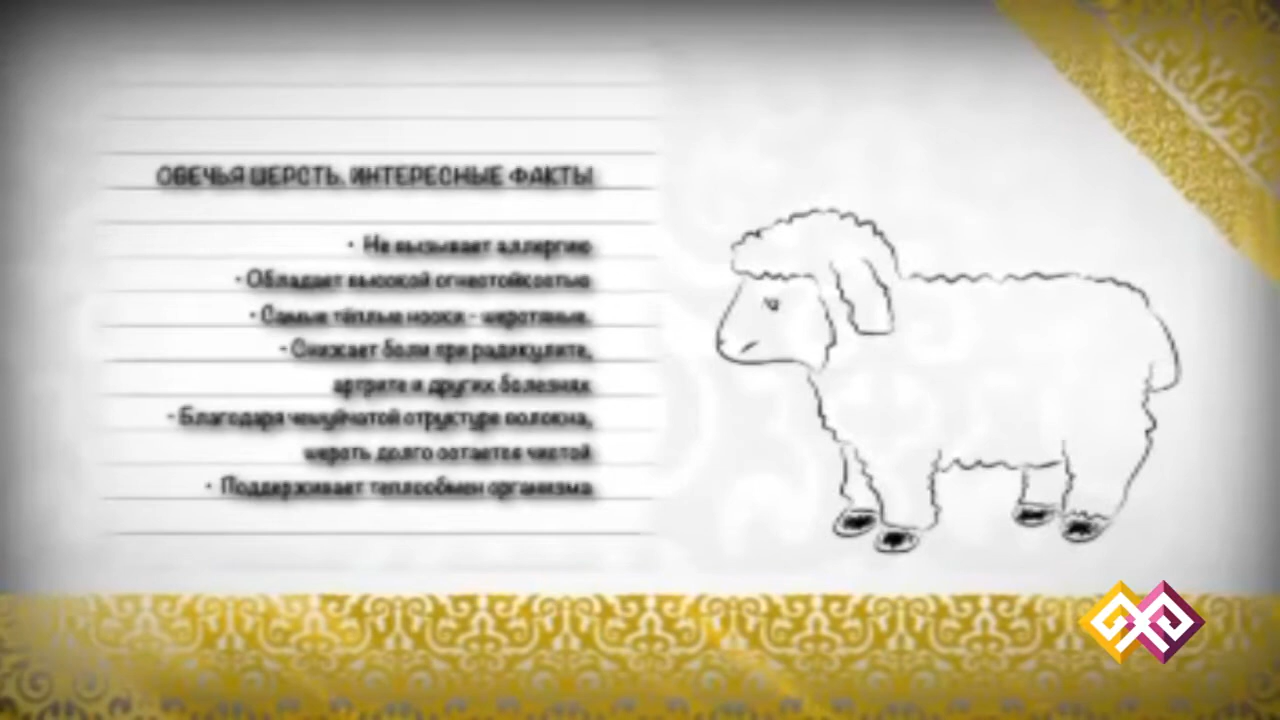 ОВЕЧЬЯ ШЕРСТЬ. ИНТЕРЕСНЫЕ ФАКТЫ
• Не вызывает аллергию
• Обладает высокой огнестойкостью
• Самые тёплые носки - шерстяные.
• Снижает боли при радикулите,
артрите и других болезнях
• Благодаря чешуйчатой структуре волокна,
шерсть долго остается чистой
• Поддерживает теплообмен организма